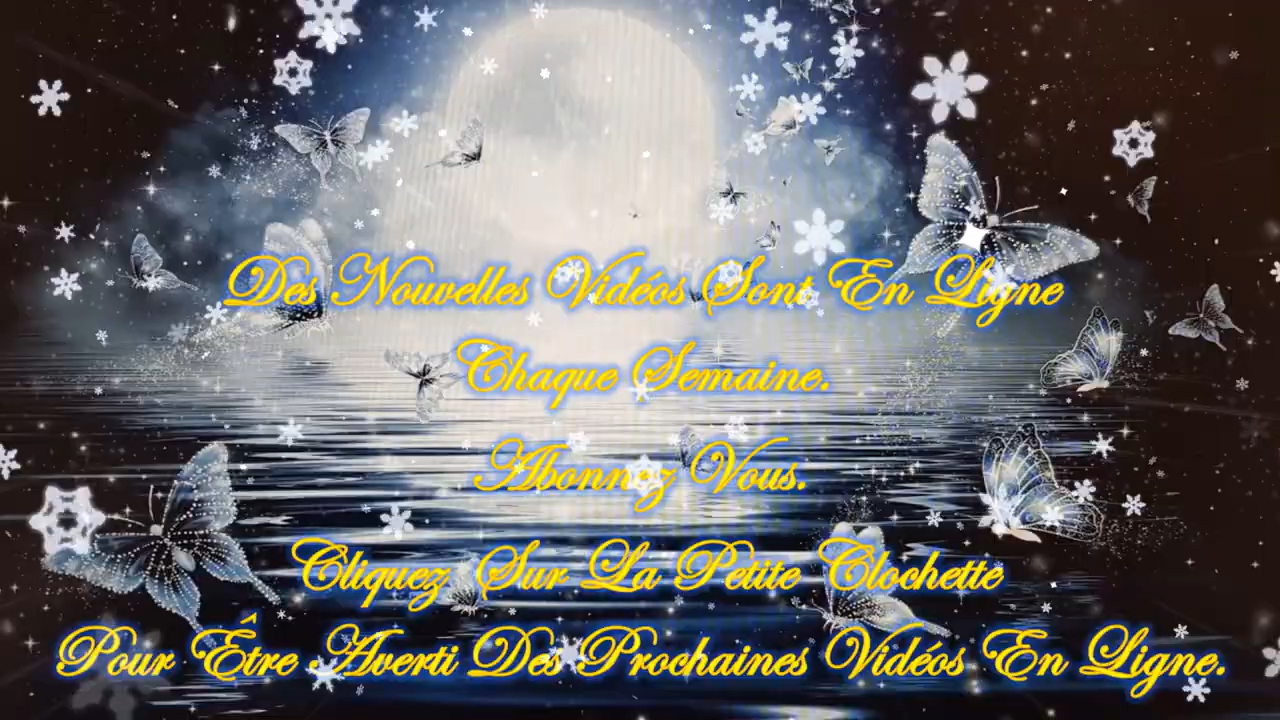 Des Nouvelles Vidéos Sont En Ligne
Chaque Semaine.
Abonnez Vous.
Cliquez Sur La Petite Clochette
Pour Être Averti Des Prochaines Vidéos En Ligne.